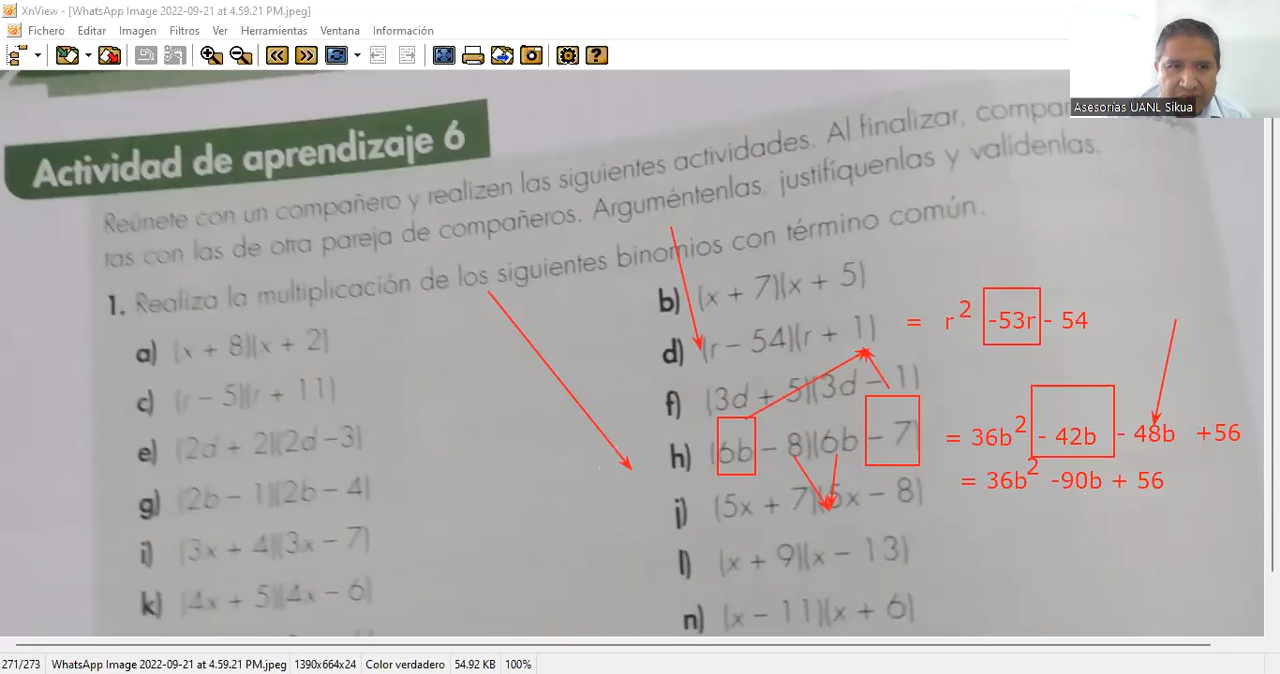 XnView - [WhatsApp Image 2022-09-21 at 4.59.21 PM.jpeg]
Fichero Editar Imagen Filtros Ver Herramientas Ventana Información
Asesorías UANL Sikua
Actividad de aprendizaje 6
Reúnete con un compañero y realizen las siguientes actividades. Al finalizar,
tas con las de otra pareja de compañeros. Arguméntenlas, justifíquenlas y valídenlas.
1. Realiza la multiplicación de los siguientes binomios con término común.
a) (x + 8)(x + 2)
b) (x + 7)(x + 5)
c) (r - 5)(r + 11)
d) (r - 54)(r + 1) = r² -53r - 54
e) (2d + 2)(2d - 3)
f) (3d + 5)(3d - 1)
g) (2b - 1)(2b - 4)
h) (6b - 8)(6b - 7) = 36b² - 42b - 48b +56
= 36b² -90b + 56
i) (3x + 4)(3x - 7)
j) (5x + 7)(5x - 8)
k) (4x + 5)(4x - 6)
l) (x + 9)(x - 13)
n) (x - 11)(x + 6)
271/273 WhatsApp Image 2022-09-21 at 4.59.21 PM.jpeg 1390x664x24 Color verdadero 54.92 KB 100%